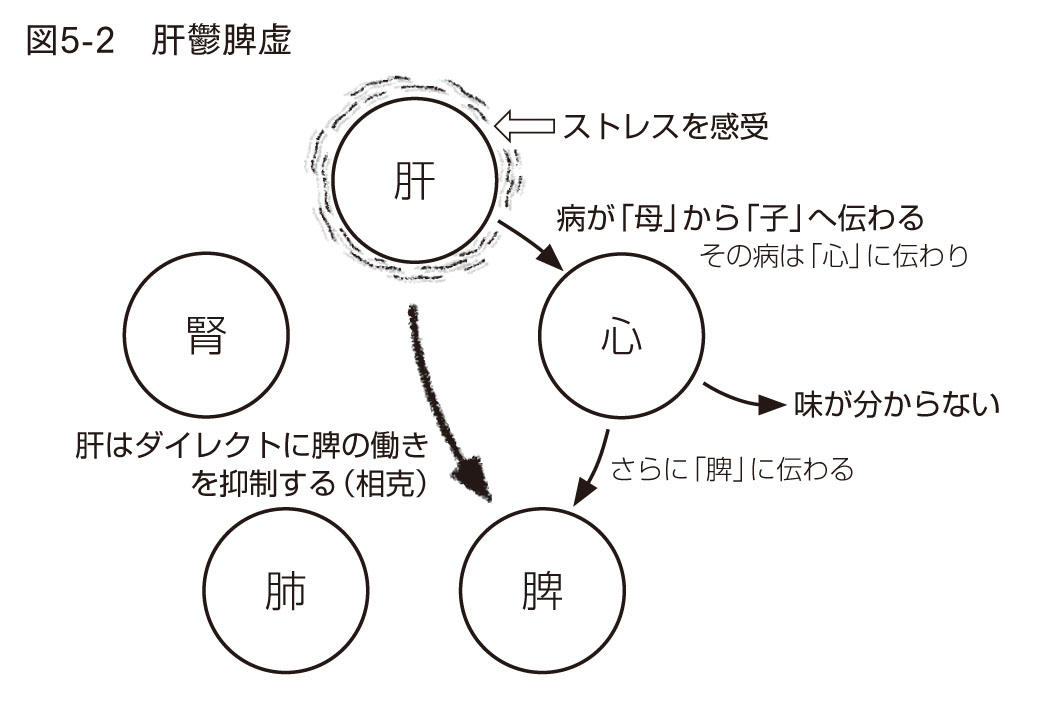 図5-2　肝鬱脾虚
肝
ストレスを感受
病が「母」から「子」へ伝わる
その病は「心」に伝わり
腎
心
味が分からない
肝はダイレクトに脾の働き
を抑制する（相克）
さらに「脾」に伝わる
肺
脾